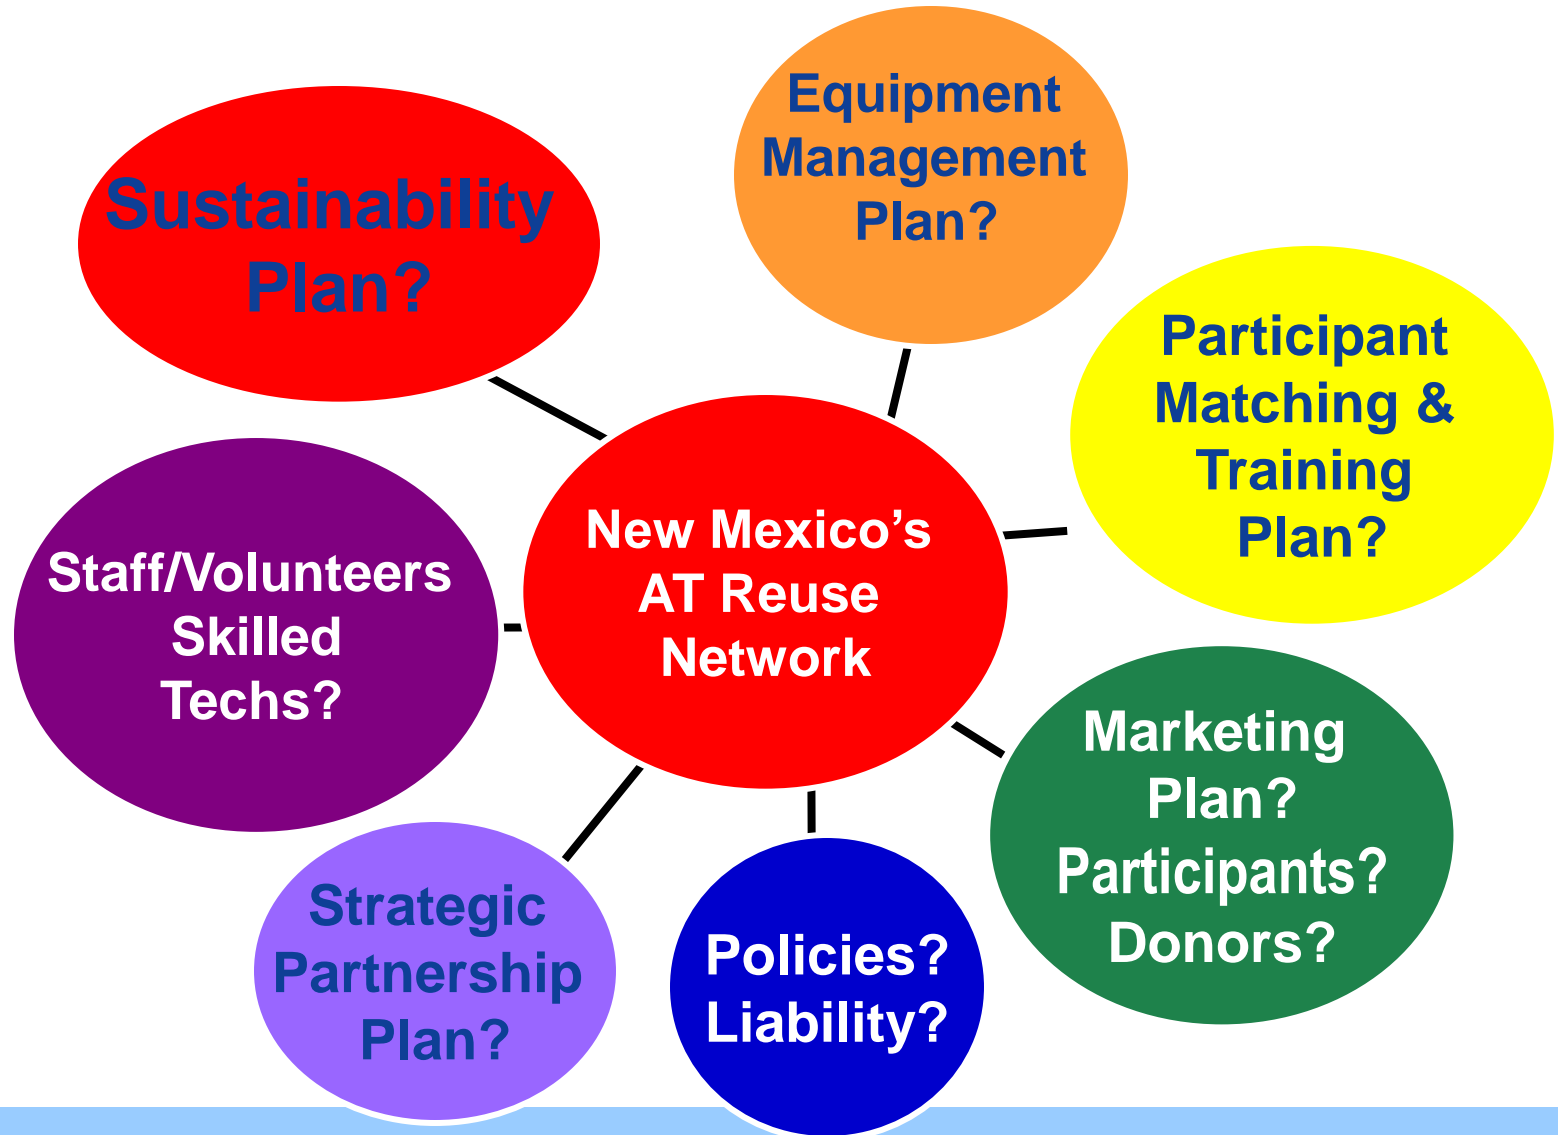 Sustainability
Plan?
Equipment
Management
Plan?
Participant
Matching &
Training
Plan?
New Mexico’s
AT Reuse
Network
Staff/Volunteers
Skilled
Techs?
Marketing
Plan?
Participants?
Donors?
Strategic
Partnership
Plan?
Policies?
Liability?